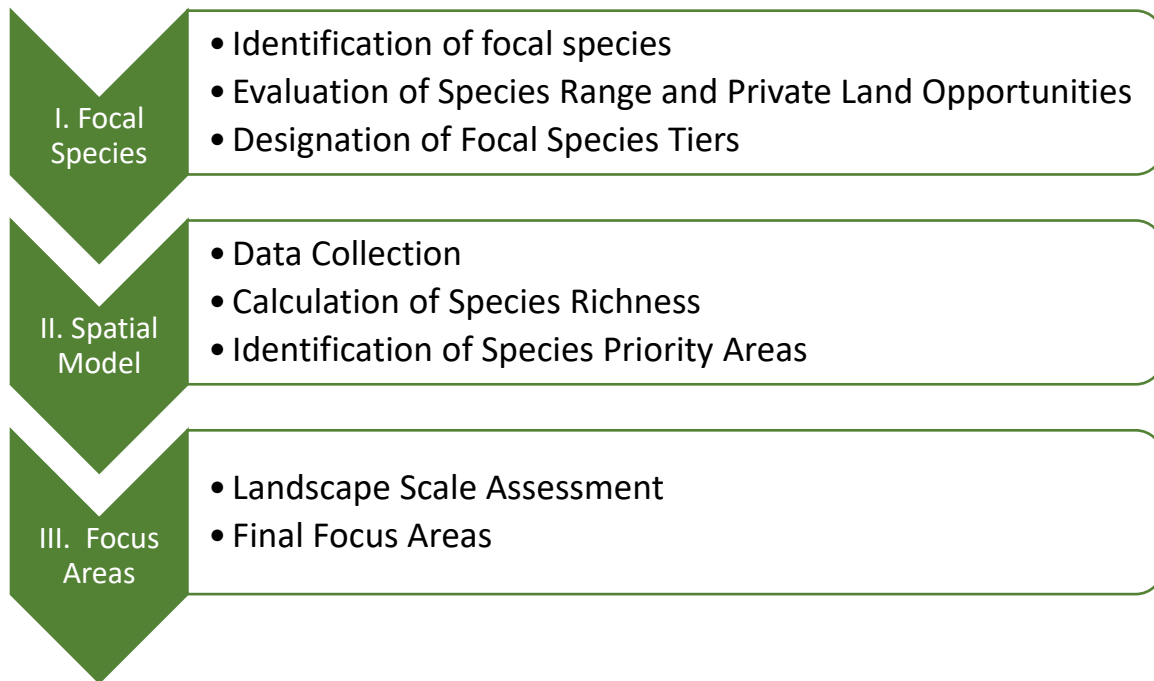 I. Focal
Species
• Identification of focal species
• Evaluation of Species Range and Private Land Opportunities
• Designation of Focal Species Tiers
II. Spatial
Model
• Data Collection
• Calculation of Species Richness
• Identification of Species Priority Areas
III. Focus
Areas
• Landscape Scale Assessment
• Final Focus Areas